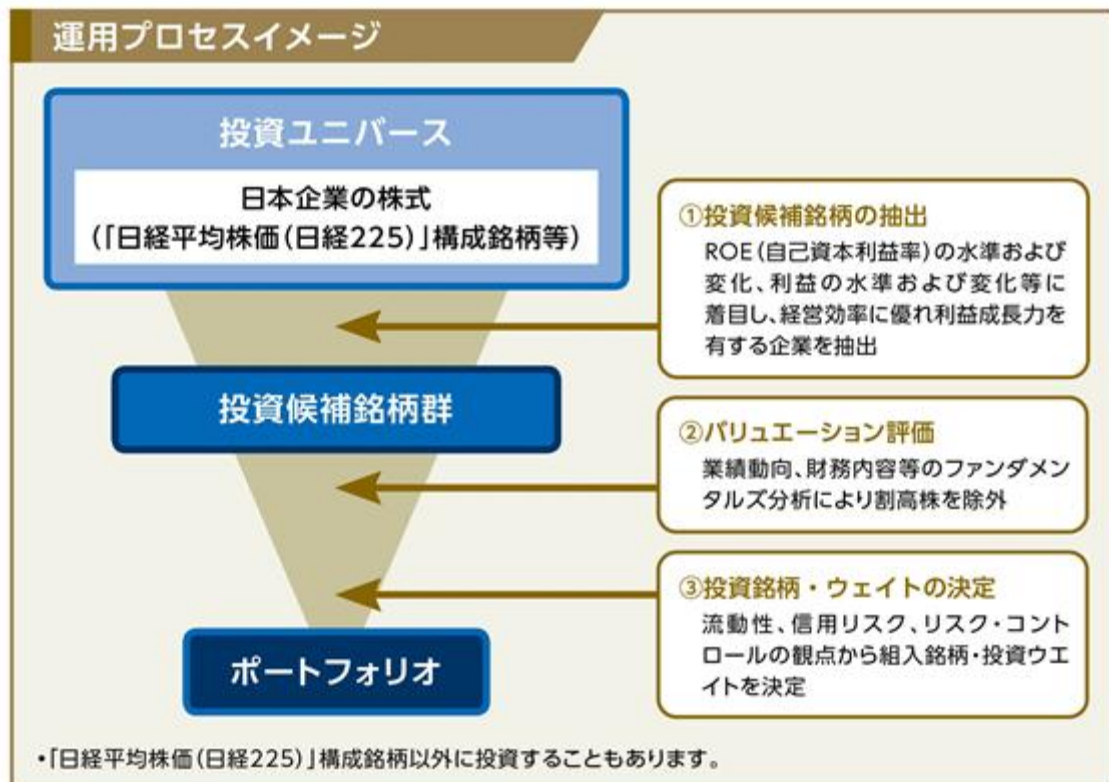 運用プロセスイメージ
投資ユニバース
日本企業の株式
(「日経平均株価(日経225)」構成銘柄等)
①投資候補銘柄の抽出
ROE(自己資本利益率)の水準および
変化、利益の水準および変化等に
着目し、経営効率に優れ利益成長力を
有する企業を抽出
投資候補銘柄群
②バリュエーション評価
業績動向、財務内容等のファンダメン
タルズ分析により割高株を除外
③投資銘柄・ウェイトの決定
流動性、信用リスク、リスク・コント
ロールの観点から組入銘柄・投資ウエ
イトを決定
ポートフォリオ
・「日経平均株価(日経225)」構成銘柄以外に投資することもあります。